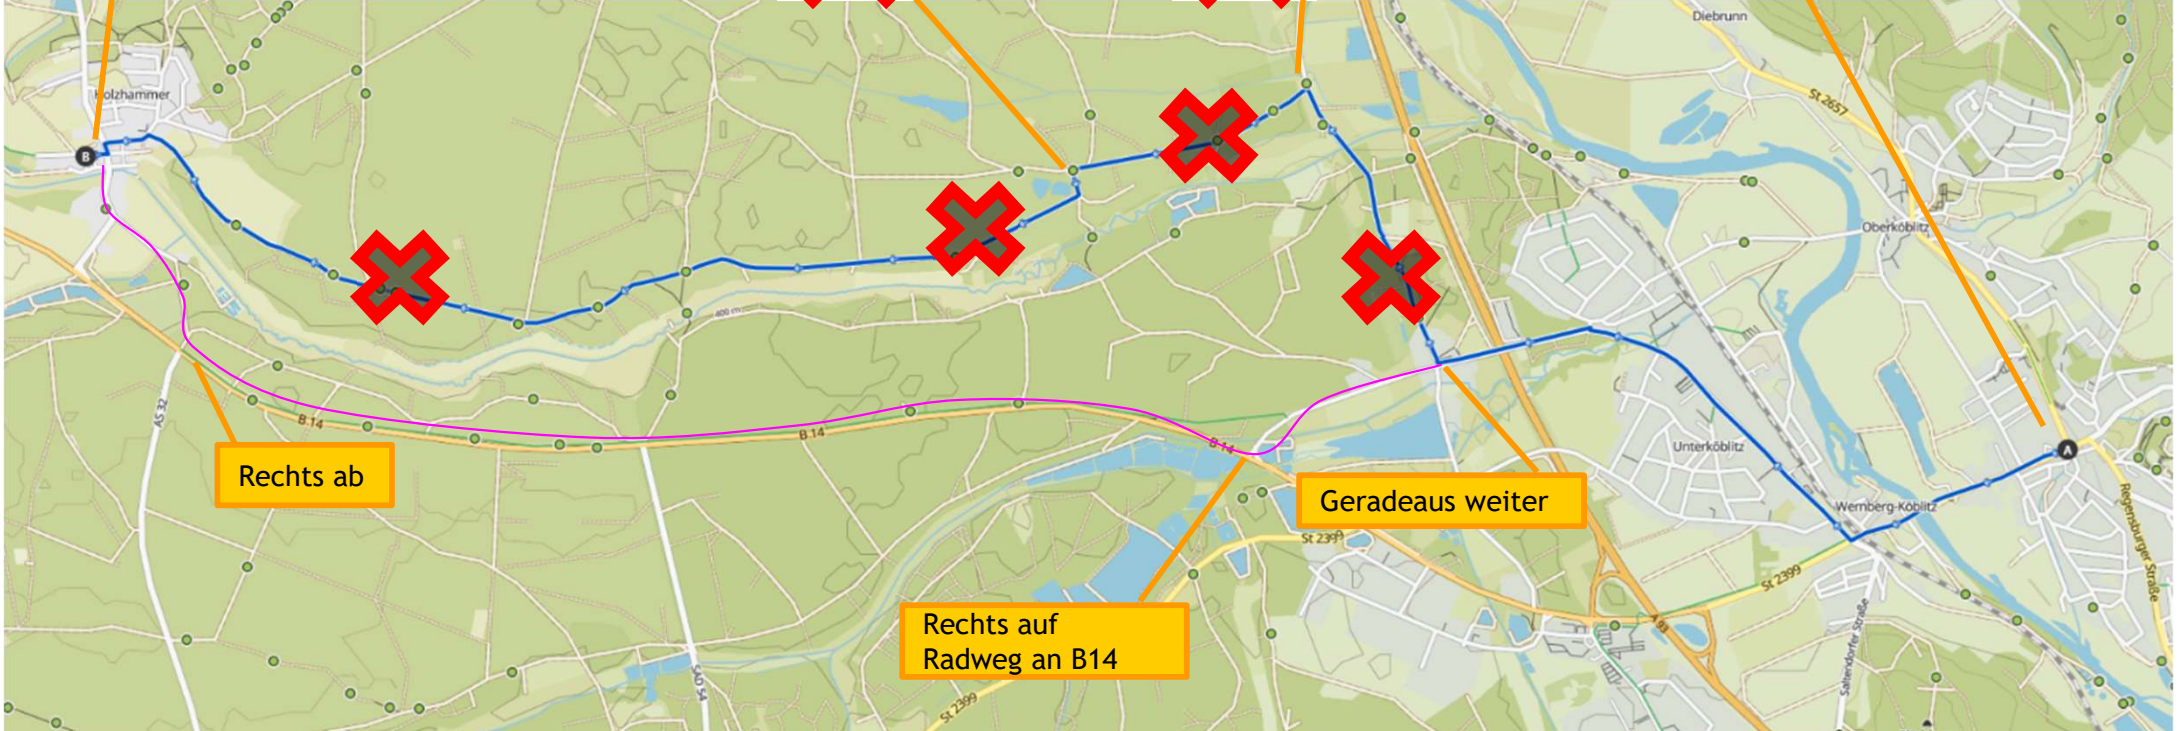 Diebrunn
St 2657
Holzhammer
Oberköblitz
400 m
AS 32
B 14
B 14
B 14
Rechts ab
Unterköblitz
Geradeaus weiter
Wernberg-Köblitz
Regensburger Straße
St 2399
St 2399
A 93
Rechts auf
Radweg an B14
Saltendorfer Straße
SAD 54
St 2399
B
A